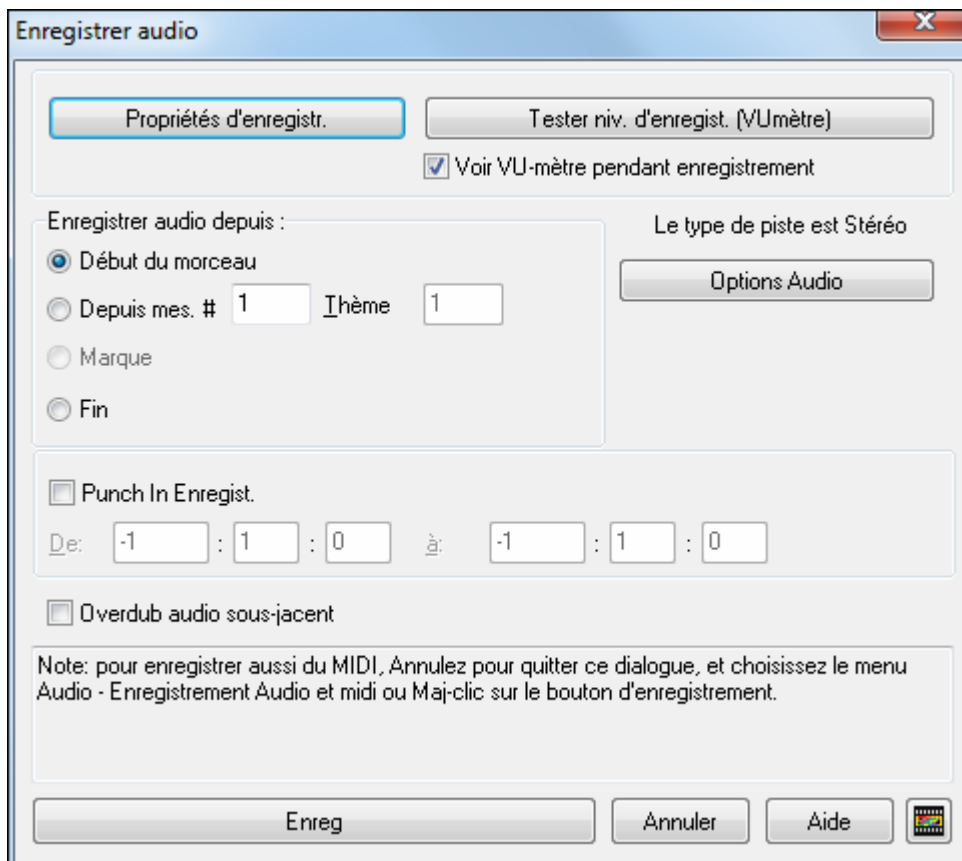 Enregistrer audio
Propriétés d'enregistr.
Tester niv. d'enregist. (VUmètre)
Voir VU-mètre pendant enregistrement
Enregistrer audio depuis :
Le type de piste est Stéréo
Début du morceau
Options Audio
Depuis mes. # 1 Thème 1
Marque
Fin
Punch In Enregist.
De: -1 : 1 : 0 à: -1 : 1 : 0
Overdub audio sous-jacent
Note: pour enregistrer aussi du MIDI, Annulez pour quitter ce dialogue, et choisissez le menu
Audio - Enregistrement Audio et midi ou Maj-clic sur le bouton d'enregistrement.
Enreg Annuler Aide